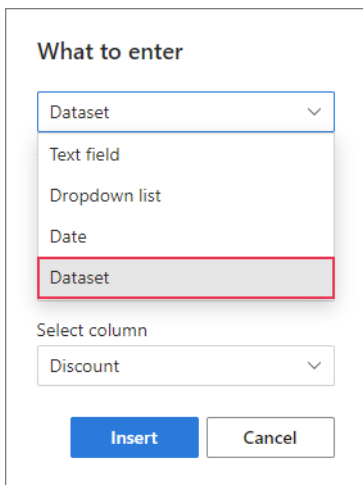 What to enter
Dataset
Text field
Dropdown list
Date
Dataset
Select column
Discount
Insert Cancel